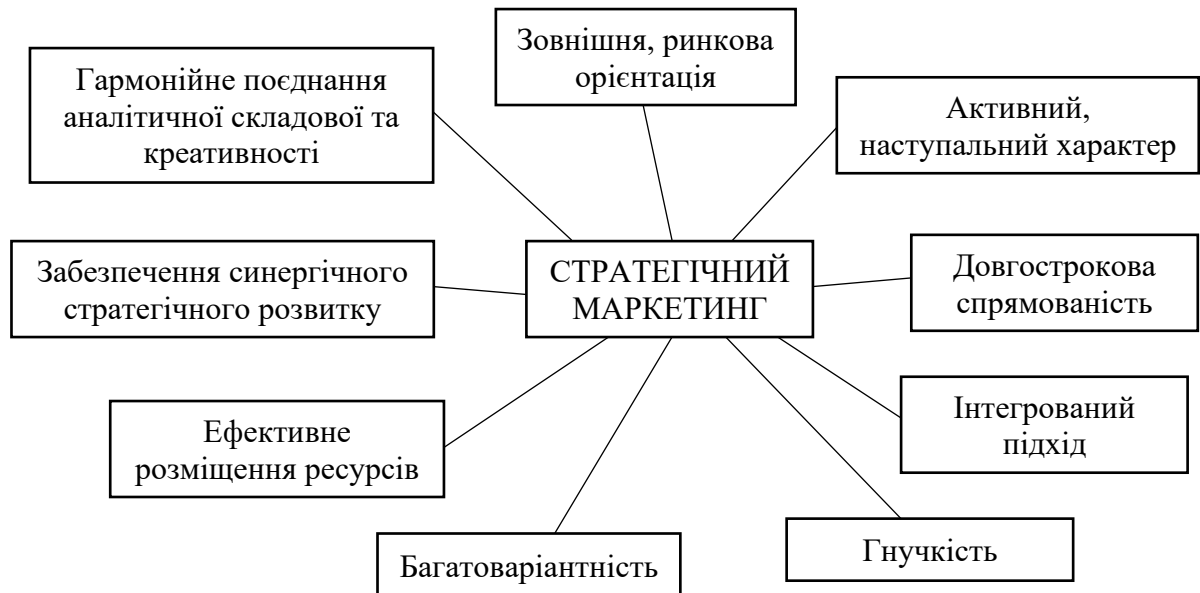 Зовнішня, ринкова
орієнтація
Гармонійне поєднання
аналітичної складової та
креативності
Активний,
наступальний характер
Забезпечення синергічного
стратегічного розвитку
СТРАТЕГІЧНИЙ
МАРКЕТИНГ
Довгострокова
спрямованість
Ефективне
розміщення ресурсів
Інтегрований
підхід
Багатоваріантність
Гнучкість